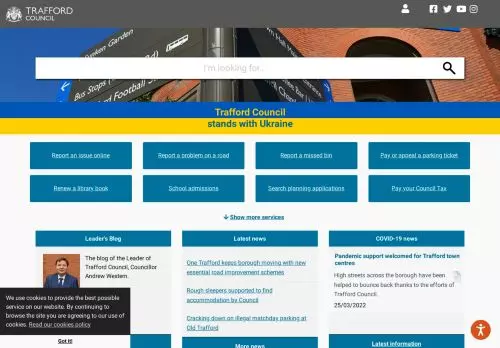 TRAFFORD
COUNCIL
Sunken Garden
Bus Stops
Trafford Football Stadium
I'm looking for...
Trafford Council
stands with Ukraine
Report an issue online
Report a problem on a road
Report a missed bin
Pay or appeal a parking ticket
Renew a library book
School admissions
Search planning applications
Pay your Council Tax
Show more services
Leader's Blog
Latest news
COVID-19 news
The blog of the Leader of
Trafford Council, Councillor
Andrew Western.
One Trafford keeps borough moving with new
essential road improvement schemes
Rough sleepers supported to find
accommodation by Council
Cracking down on illegal matchday parking at
Old Trafford
More news
Pandemic support welcomed for Trafford town
centres
High streets across the borough have been
helped to bounce back thanks to the efforts of
Trafford Council.
25/03/2022
Latest information
We use cookies to provide the best possible
service on our website. By continuing to
browse the site you are agreeing to our use of
cookies. Read our cookies policy
Got it!